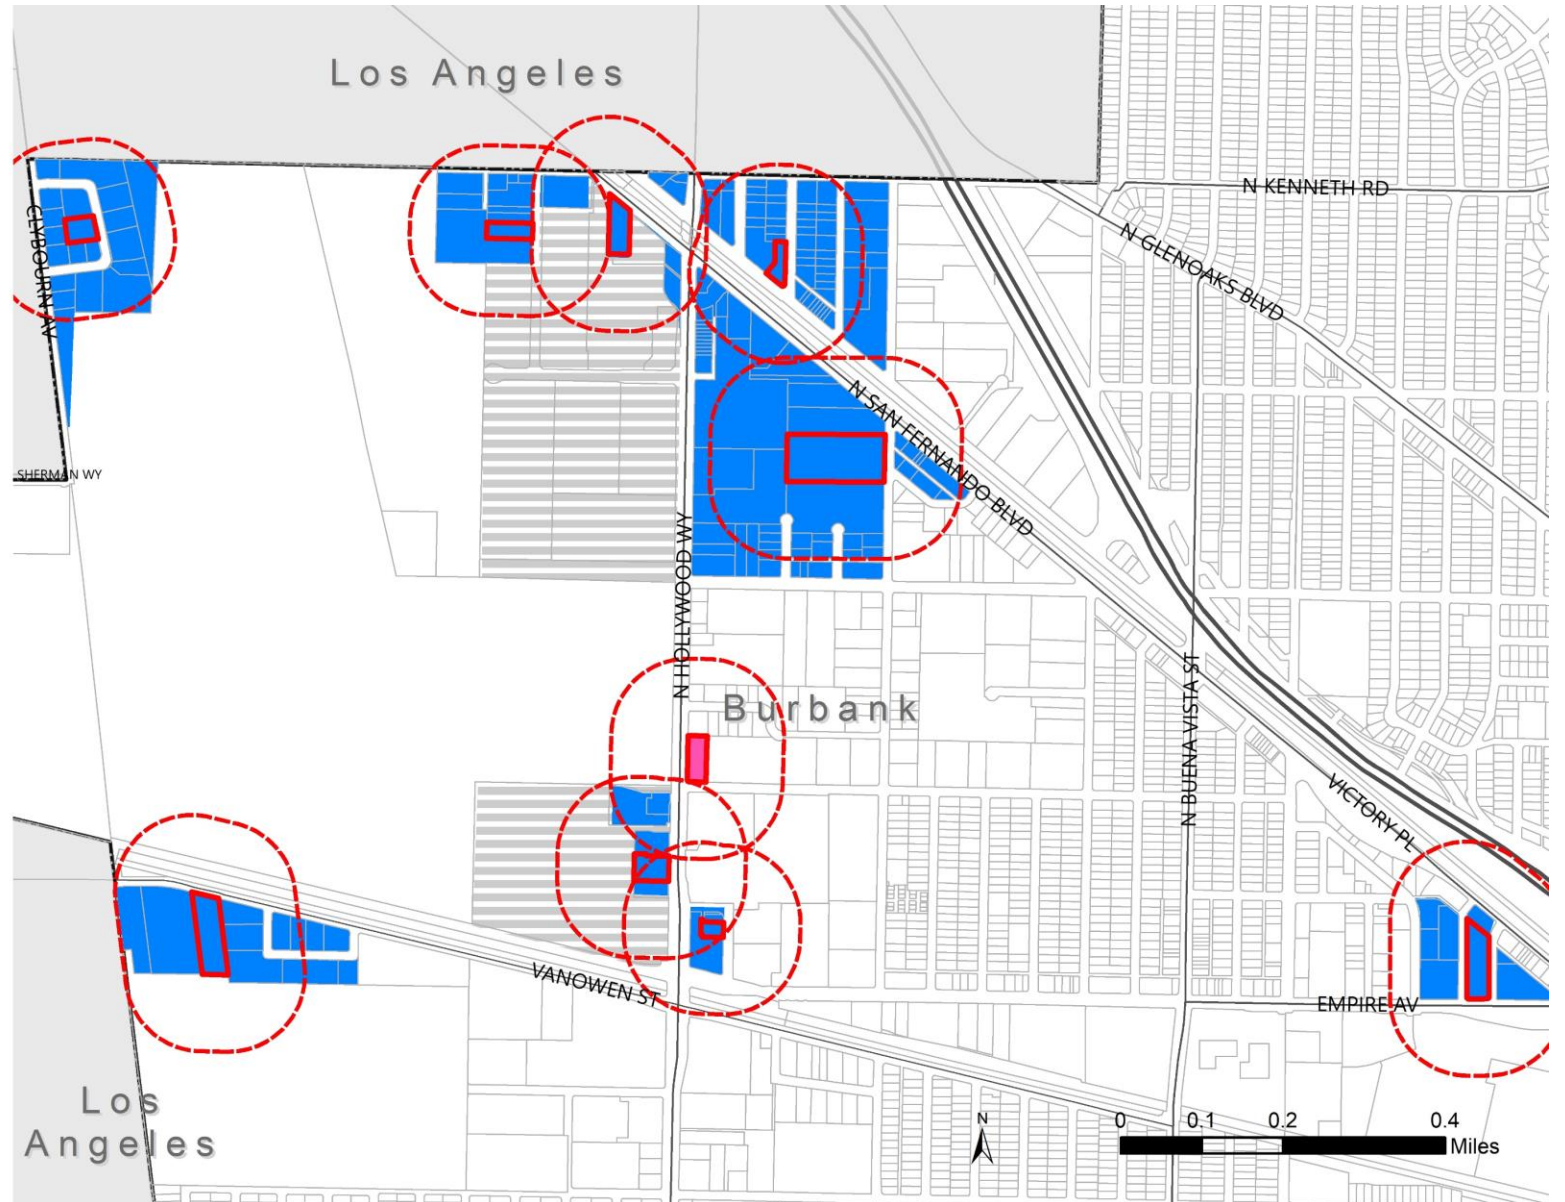 Los Angeles
N KENNETH RD
CLYBOURN AV
N GLENOAKS BLVD
N SAN FERNANDO BLVD
SHERMAN WY
N HOLLYWOOD WY
Burbank
N BUENA VISTA ST
VICTORY PL
VANOWEN ST
EMPIRE AV
Los
Angeles
N
0 0.1 0.2 0.4
Miles